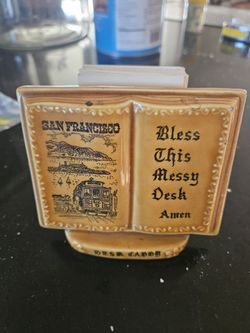 SAN FRANCISCO
Bless
This
Messy
Desk
Amen
DESK CADDY